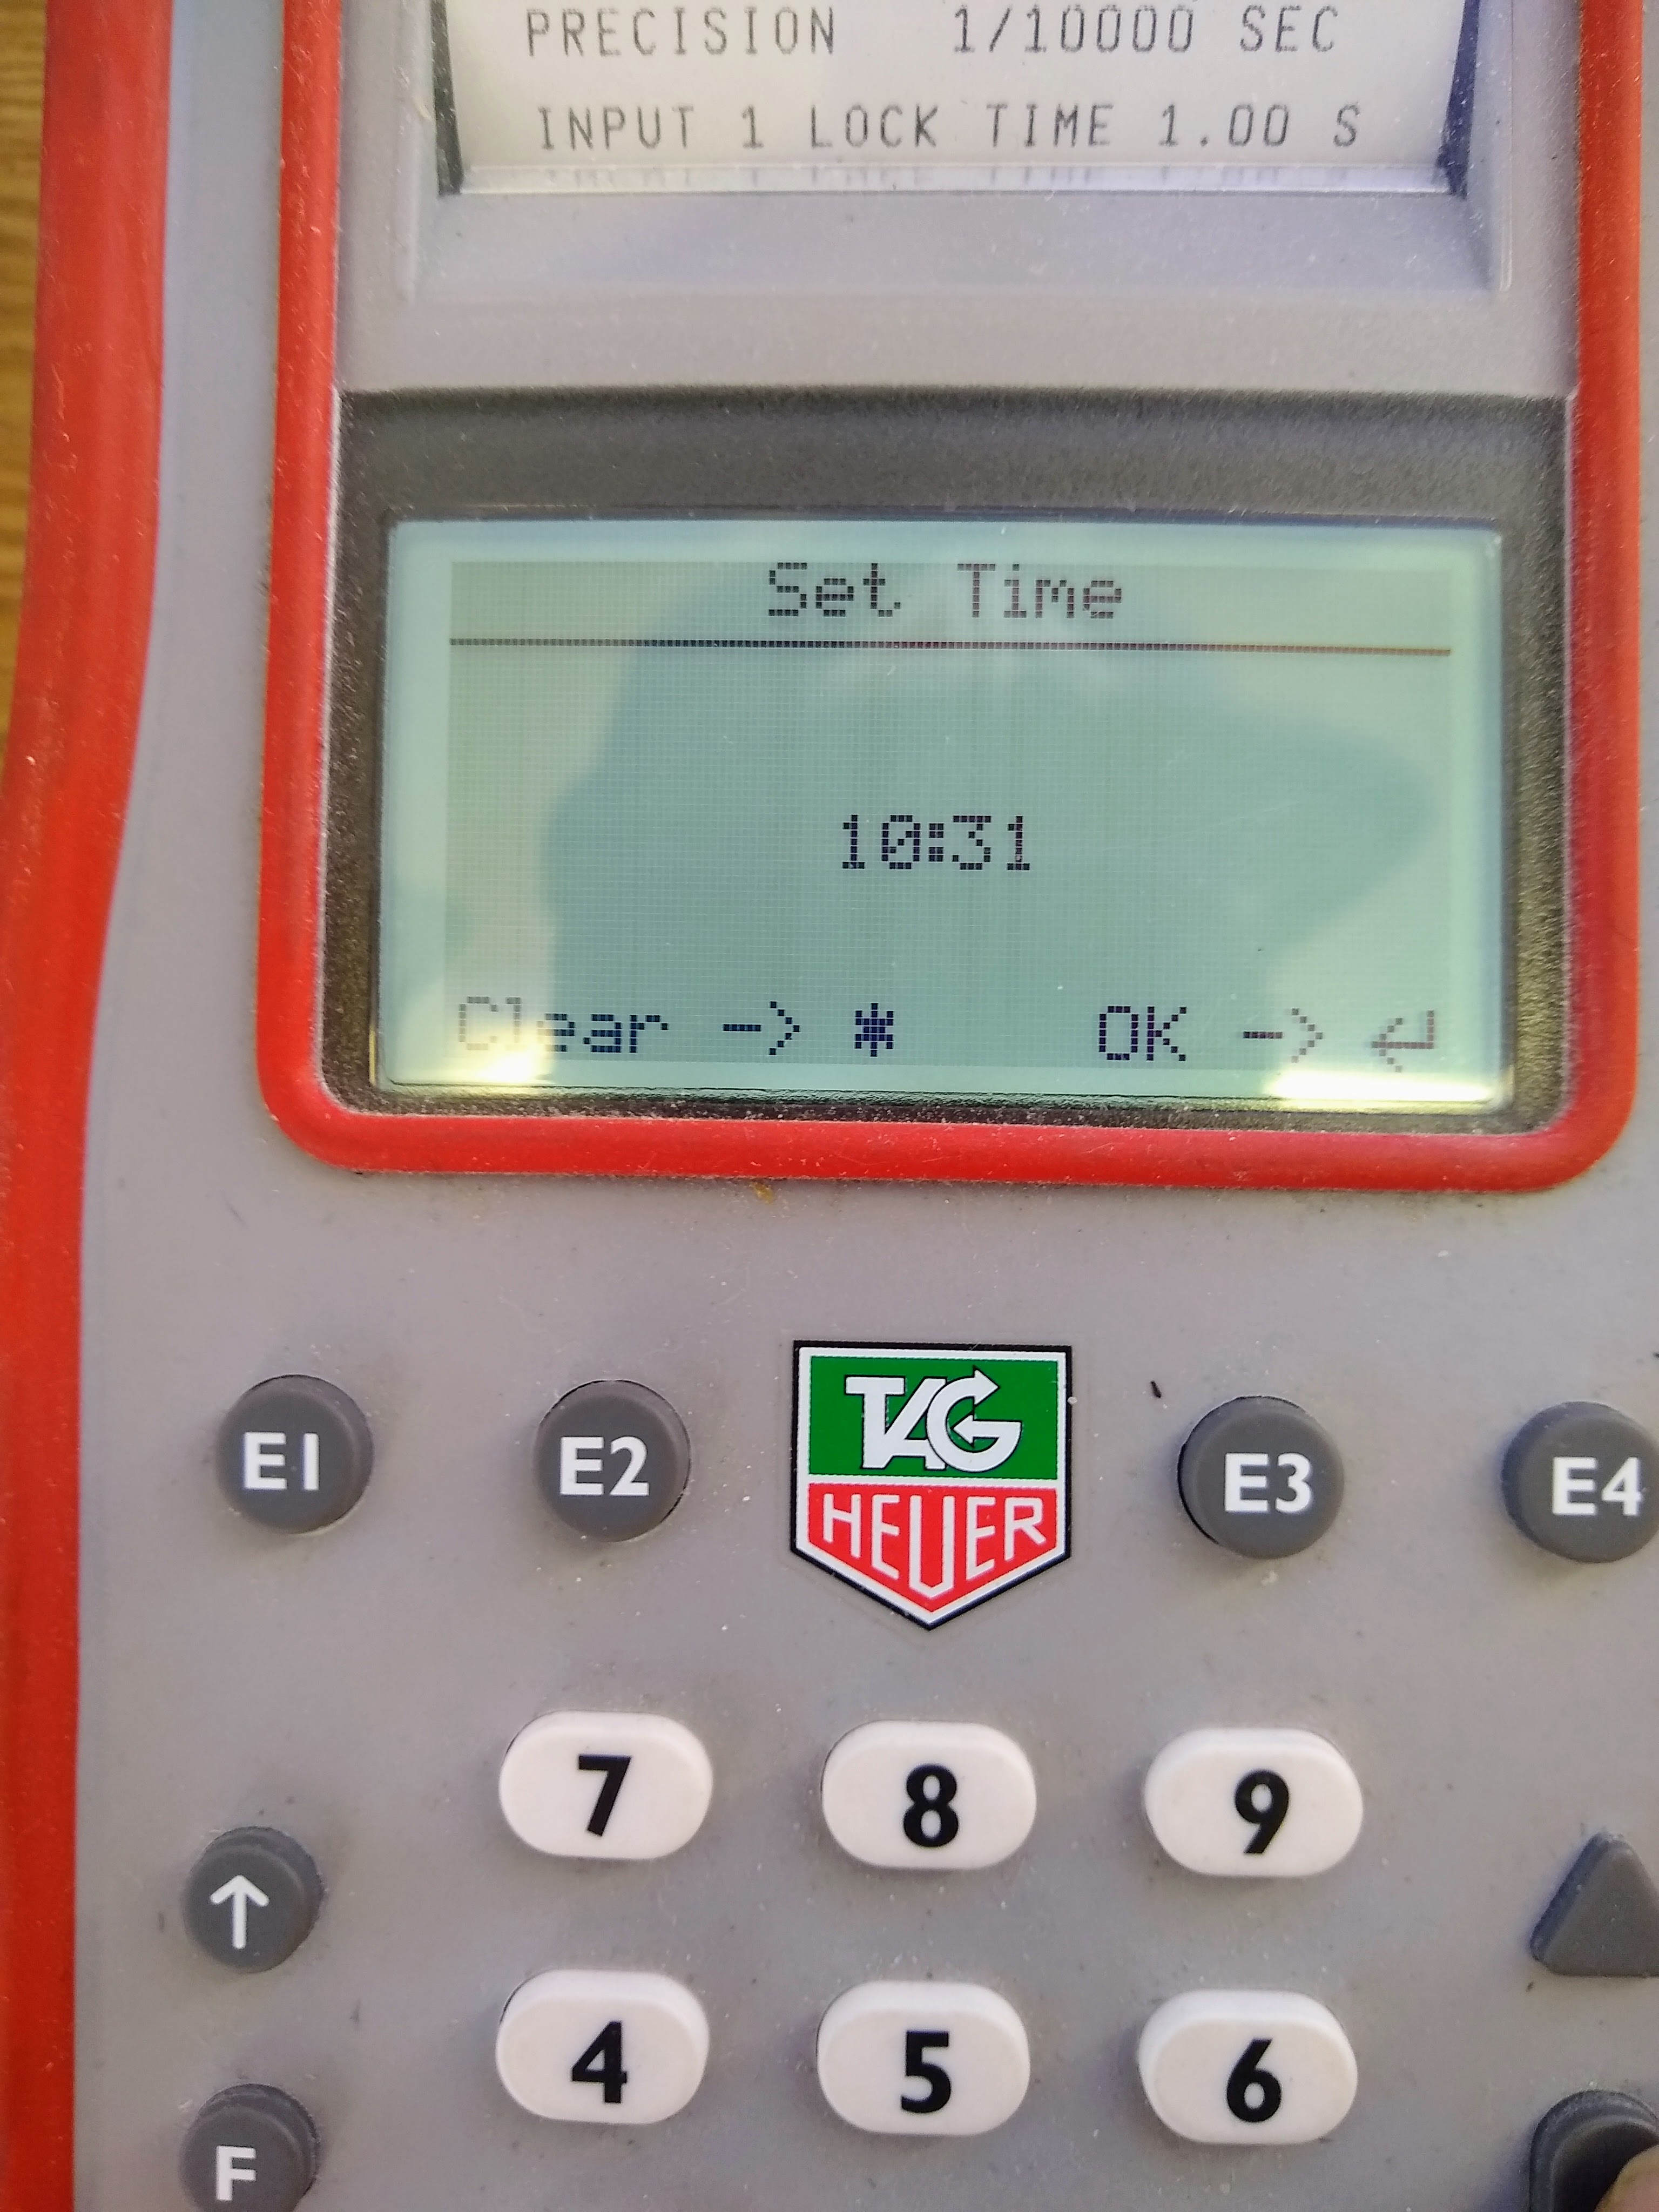 PRECISION 1/10000 SEC
INPUT 1 LOCK TIME 1.00 S
Set Time
10:31
Clear -> * OK -> ↵
E1 E2 TAG HEUER E3 E4
7 8 9
↑
4 5 6
F